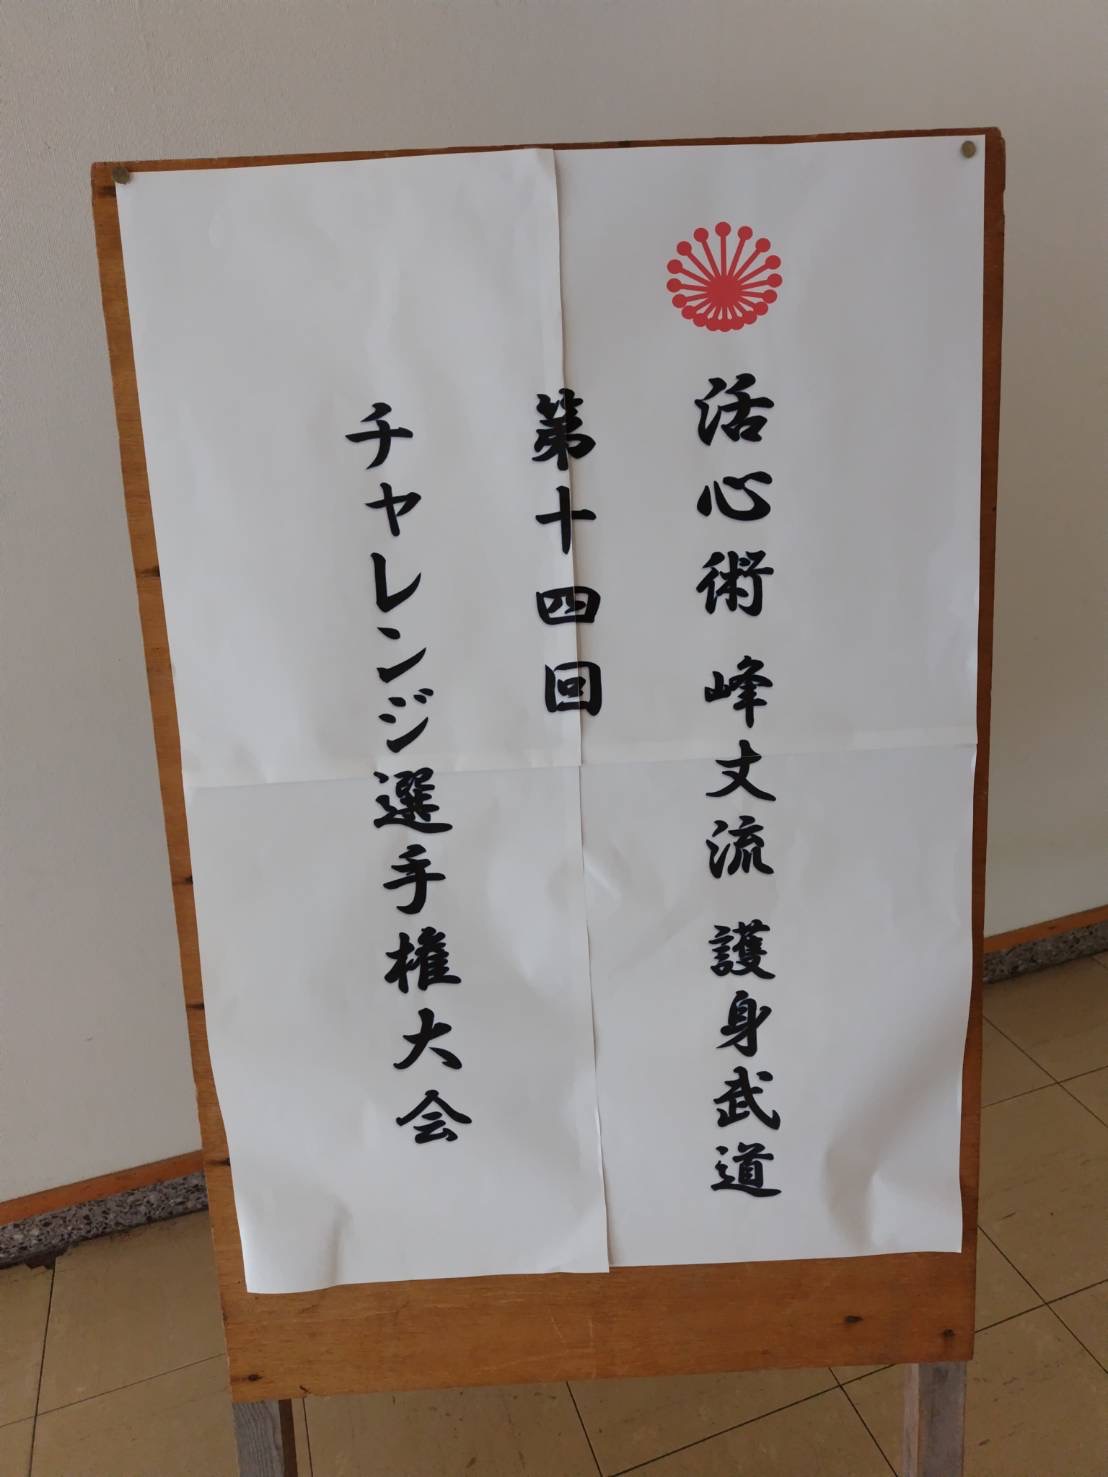 活心術 峰丈流 護身武道
第十四回
チャレンジ選手権大会